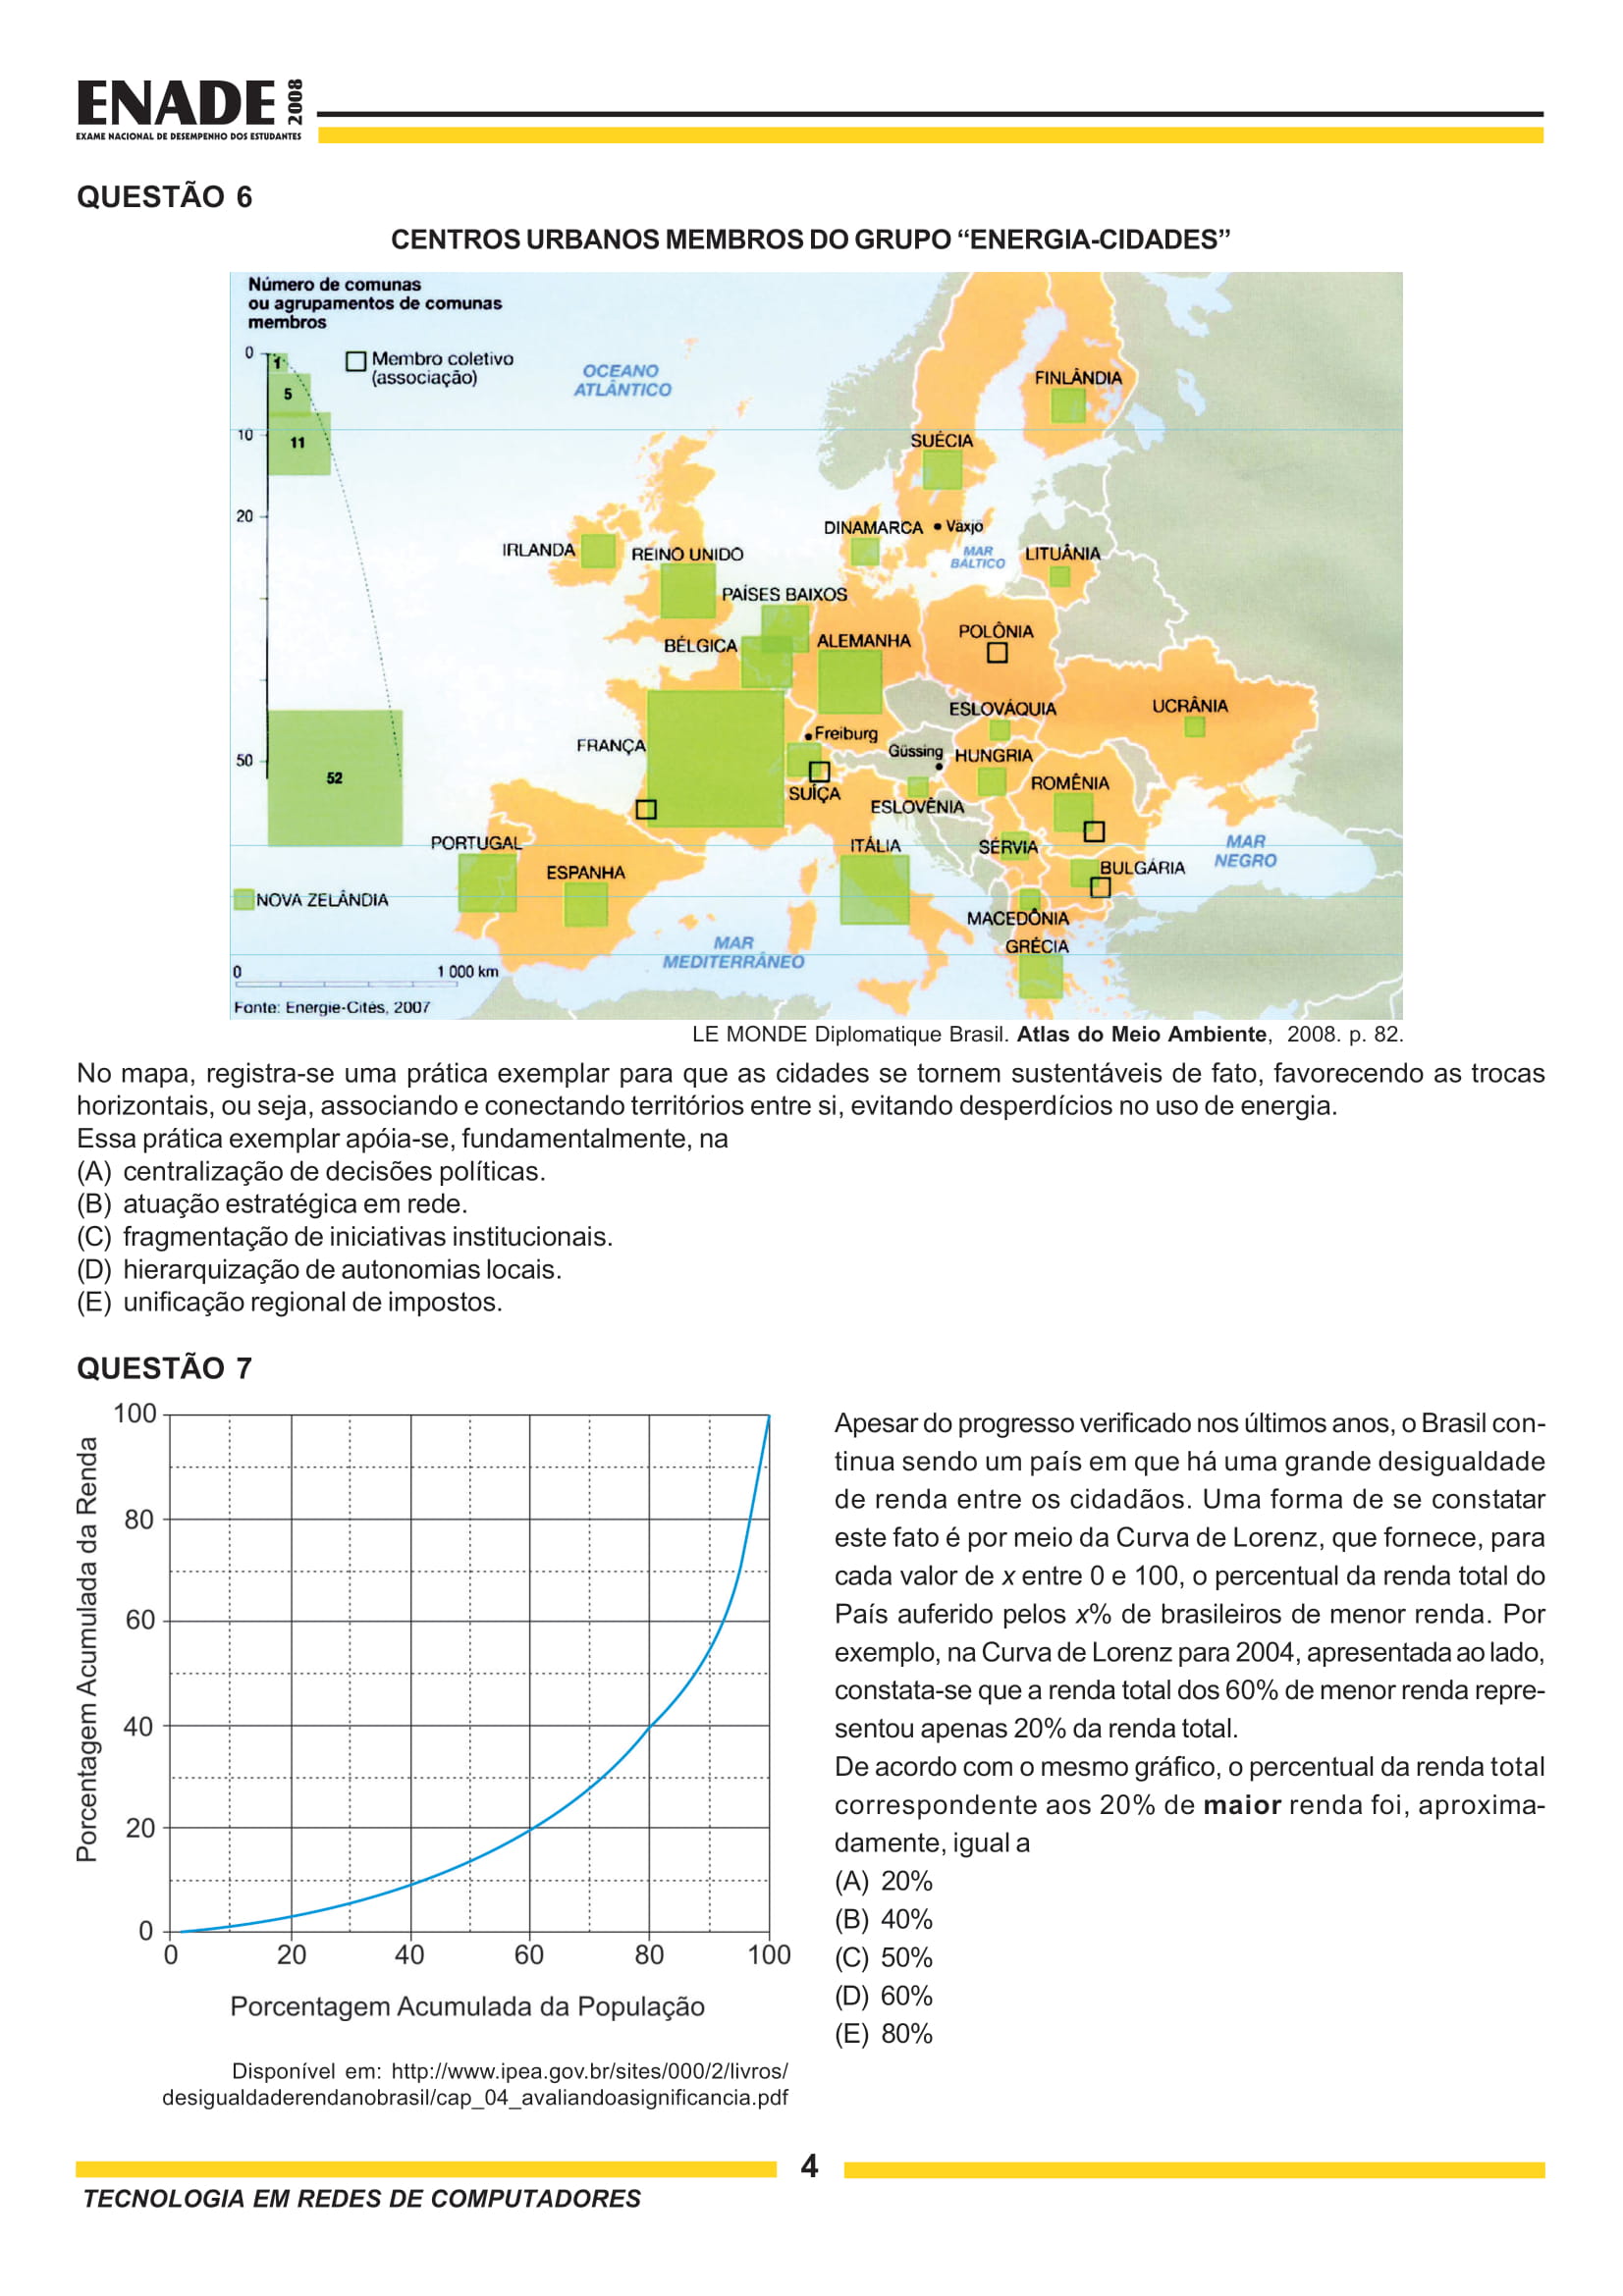 ENADE 2008
EXAME NACIONAL DE DESEMPENHO DOS ESTUDANTES
QUESTÃO 6
CENTROS URBANOS MEMBROS DO GRUPO “ENERGIA-CIDADES”
Número de comunas
ou agrupamentos de comunas
membros
0
1
5
10
11
20
50
52
Membro coletivo
(associação)
OCEANO
ATLÂNTICO
FINLÂNDIA
SUÉCIA
DINAMARCA
Växjö
MAR
BÁLTICO
LITUÂNIA
IRLANDA
REINO UNIDO
PAÍSES BAIXOS
BÉLGICA
ALEMANHA
POLÔNIA
ESLOVÁQUIA
UCRÂNIA
FRANÇA
Freiburg
Güssing
HUNGRIA
ROMÊNIA
SUÍÇA
ESLOVÊNIA
PORTUGAL
ITÁLIA
SÉRVIA
MAR
NEGRO
ESPANHA
BULGÁRIA
NOVA ZELÂNDIA
MACEDÔNIA
GRÉCIA
MAR
MEDITERRÂNEO
0
1 000 km
Fonte: Energie-Cités, 2007
LE MONDE Diplomatique Brasil. Atlas do Meio Ambiente, 2008. p. 82.
No mapa, registra-se uma prática exemplar para que as cidades se tornem sustentáveis de fato, favorecendo as trocas
horizontais, ou seja, associando e conectando territórios entre si, evitando desperdícios no uso de energia.
Essa prática exemplar apóia-se, fundamentalmente, na
(A) centralização de decisões políticas.
(B) atuação estratégica em rede.
(C) fragmentação de iniciativas institucionais.
(D) hierarquização de autonomias locais.
(E) unificação regional de impostos.
QUESTÃO 7
Porcentagem Acumulada da Renda
100
80
60
40
20
0
0 20 40 60 80 100
Porcentagem Acumulada da População
Disponível em: http://www.ipea.gov.br/sites/000/2/livros/
desigualdaderendanobrasil/cap_04_avaliandoasignificancia.pdf
Apesar do progresso verificado nos últimos anos, o Brasil con-
tinua sendo um país em que há uma grande desigualdade
de renda entre os cidadãos. Uma forma de se constatar
este fato é por meio da Curva de Lorenz, que fornece, para
cada valor de x entre 0 e 100, o percentual da renda total do
País auferido pelos x% de brasileiros de menor renda. Por
exemplo, na Curva de Lorenz para 2004, apresentada ao lado,
constata-se que a renda total dos 60% de menor renda repre-
sentou apenas 20% da renda total.
De acordo com o mesmo gráfico, o percentual da renda total
correspondente aos 20% de maior renda foi, aproxima-
damente, igual a
(A) 20%
(B) 40%
(C) 50%
(D) 60%
(E) 80%
4
TECNOLOGIA EM REDES DE COMPUTADORES